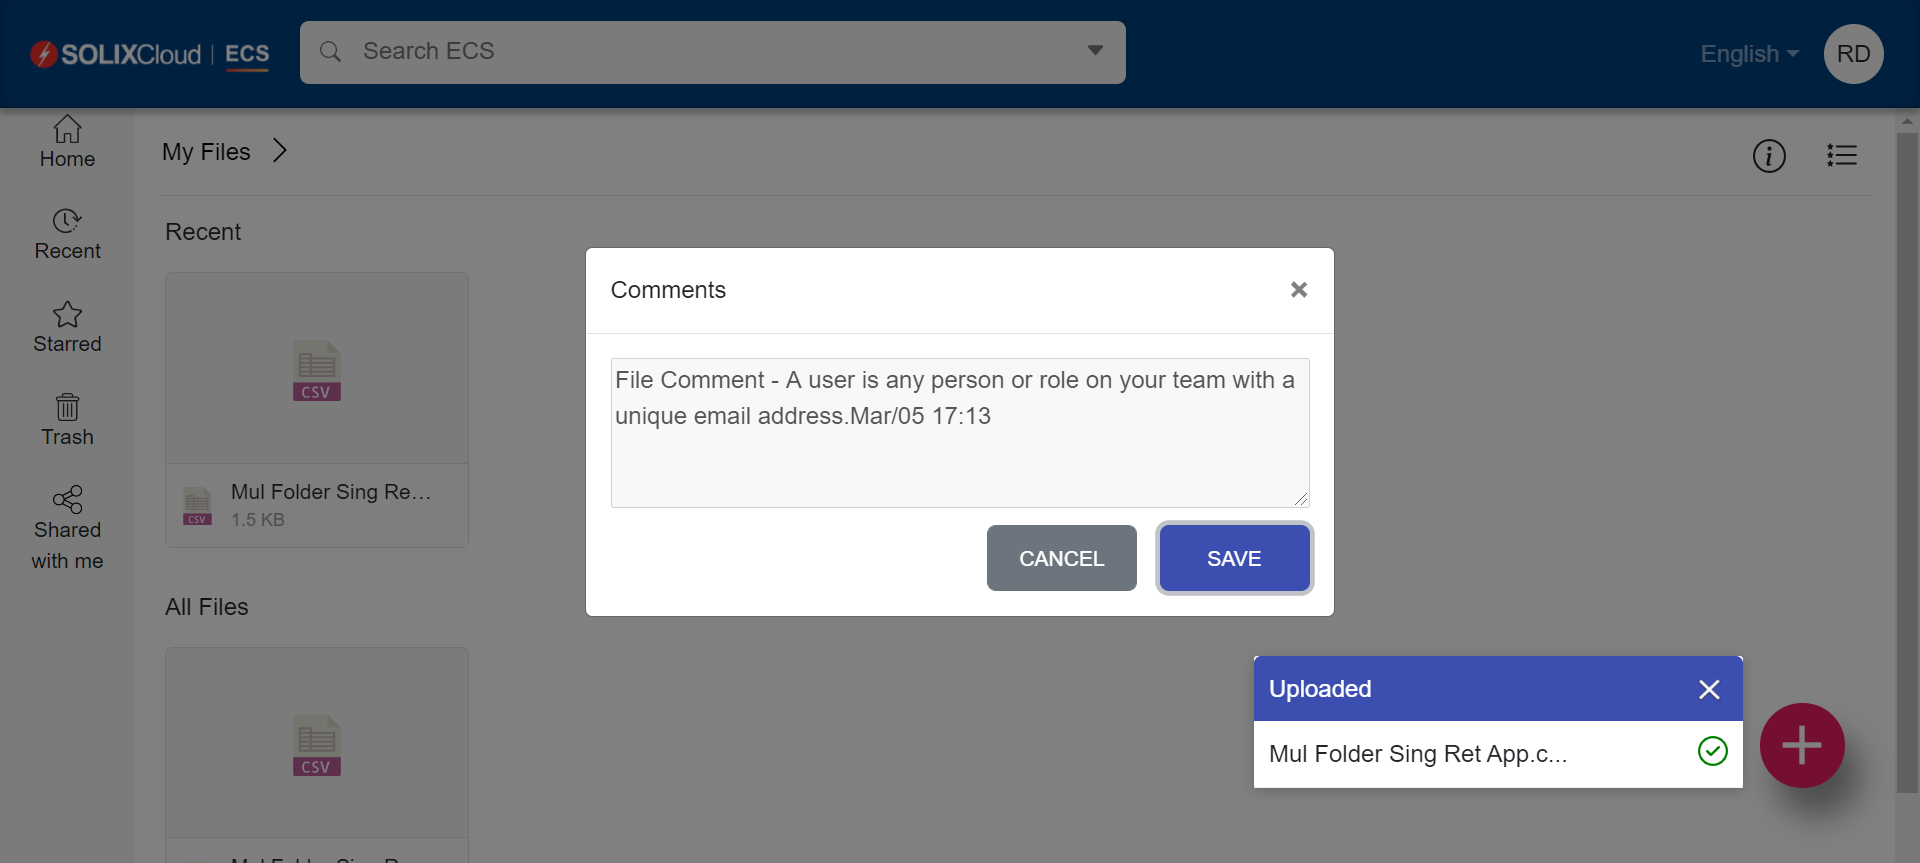 SOLIXCloud | ECS
Search ECS
English
RD
Home
Recent
Starred
Trash
Shared
with me
My Files
Recent
CSV
CSV
Mul Folder Sing Re...
1.5 KB
All Files
CSV
Comments
File Comment - A user is any person or role on your team with a
unique email address.Mar/05 17:13
CANCEL
SAVE
Uploaded
Mul Folder Sing Ret App.c...